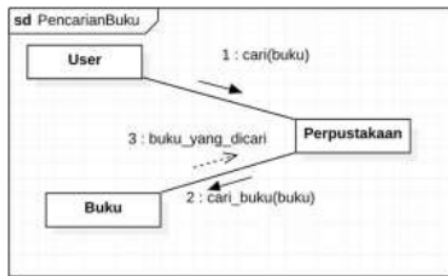 sd PencarianBuku
User
1 : cari(buku)
3 : buku_yang_dicari
Perpustakaan
Buku
2 : cari_buku(buku)